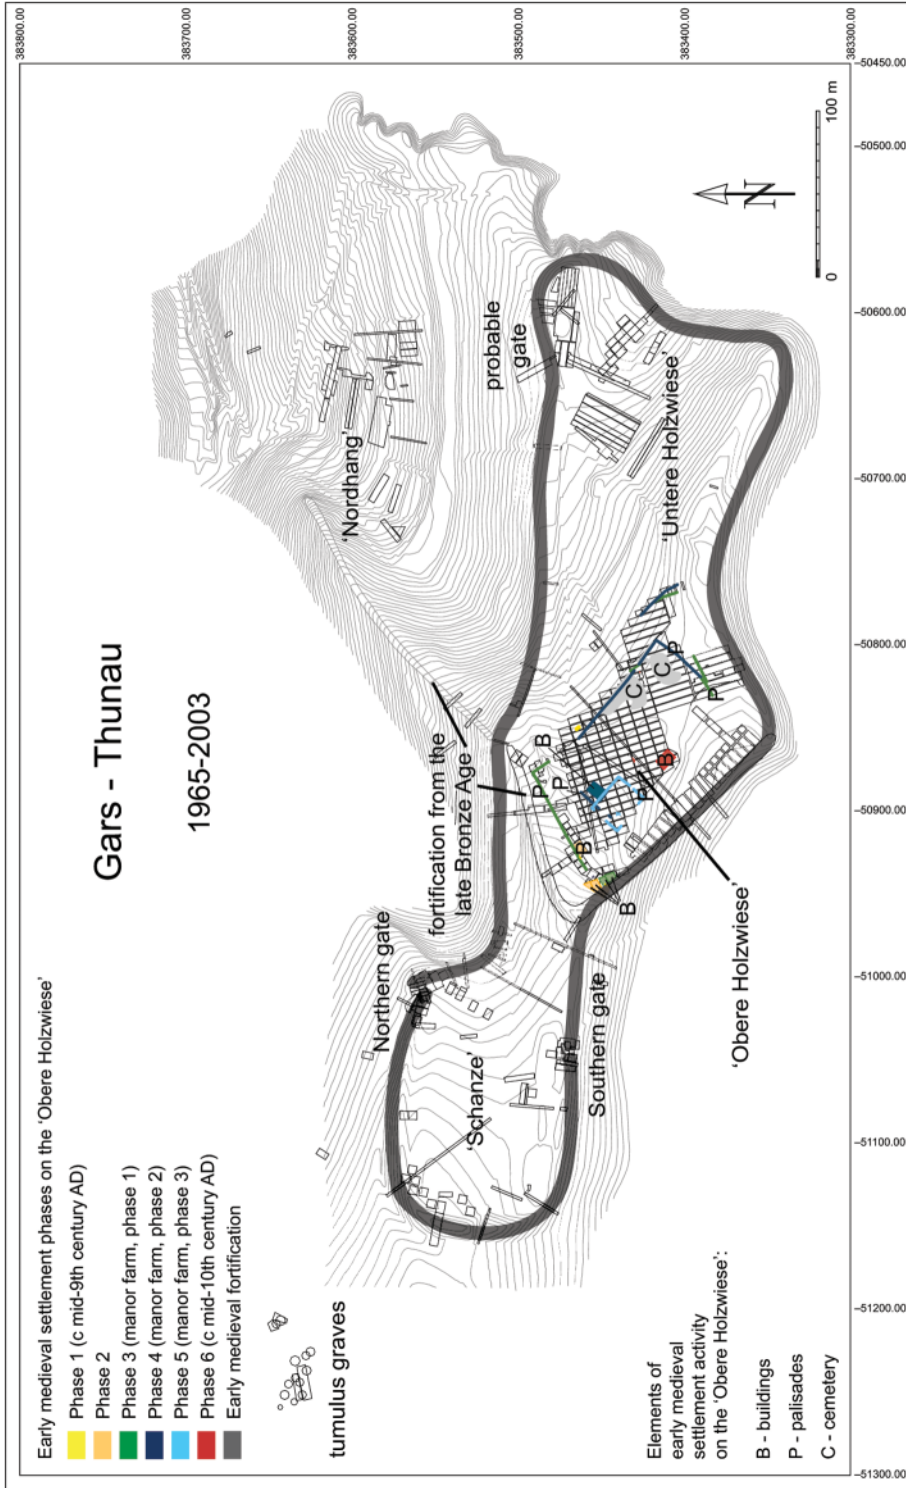 Gars - Thunau
1965-2003
Early medieval settlement phases on the 'Obere Holzwiese'
Phase 1 (c mid-9th century AD)
Phase 2
Phase 3 (manor farm, phase 1)
Phase 4 (manor farm, phase 2)
Phase 5 (manor farm, phase 3)
Phase 6 (c mid-10th century AD)
Early medieval fortification
tumulus graves
Northern gate
'Schanze'
Southern gate
fortification from the
late Bronze Age
'Nordhang'
probable
gate
'Untere Holzwiese'
'Obere Holzwiese'
B
P
P
B
B
B
P
B
C
C
P
P
Elements of
early medieval
settlement activity
on the 'Obere Holzwiese':
B - buildings
P - palisades
C - cemetery
N
0
100 m
383800.00
383700.00
383600.00
383500.00
383400.00
383300.00
-51300.00
-51200.00
-51100.00
-51000.00
-50900.00
-50800.00
-50700.00
-50600.00
-50500.00
-50450.00